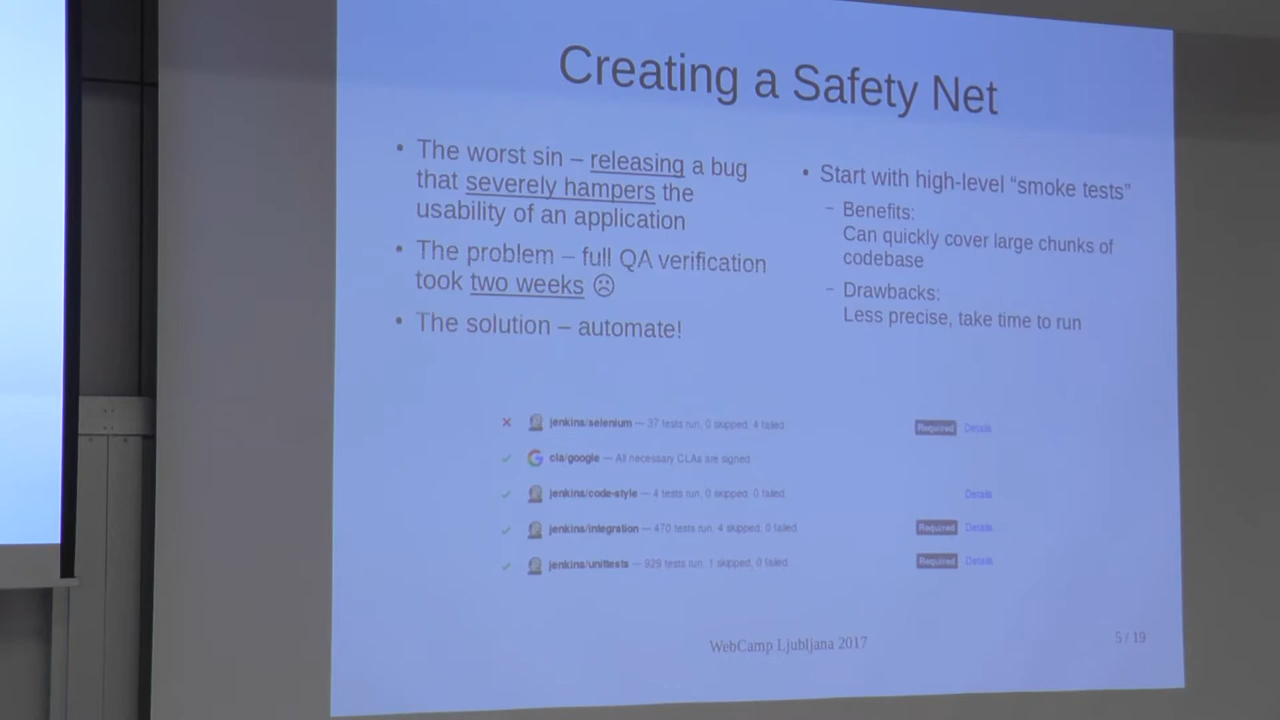 Creating a Safety Net
• The worst sin – releasing a bug
that severely hampers the
usability of an application
• The problem – full QA verification
took two weeks ☹
• The solution – automate!
• Start with high-level “smoke tests”
– Benefits:
Can quickly cover large chunks of
codebase
– Drawbacks:
Less precise, take time to run
✕ jenkins/selenium — 37 tests run, 0 skipped, 4 failed. Required Details
✓ cla/google — All necessary CLAs are signed
✓ jenkins/code-style — 4 tests run, 0 skipped, 0 failed. Details
✓ jenkins/integration — 470 tests run, 4 skipped, 0 failed. Required Details
✓ jenkins/unittests — 929 tests run, 1 skipped, 0 failed. Required Details
WebCamp Ljubljana 2017
5 / 19